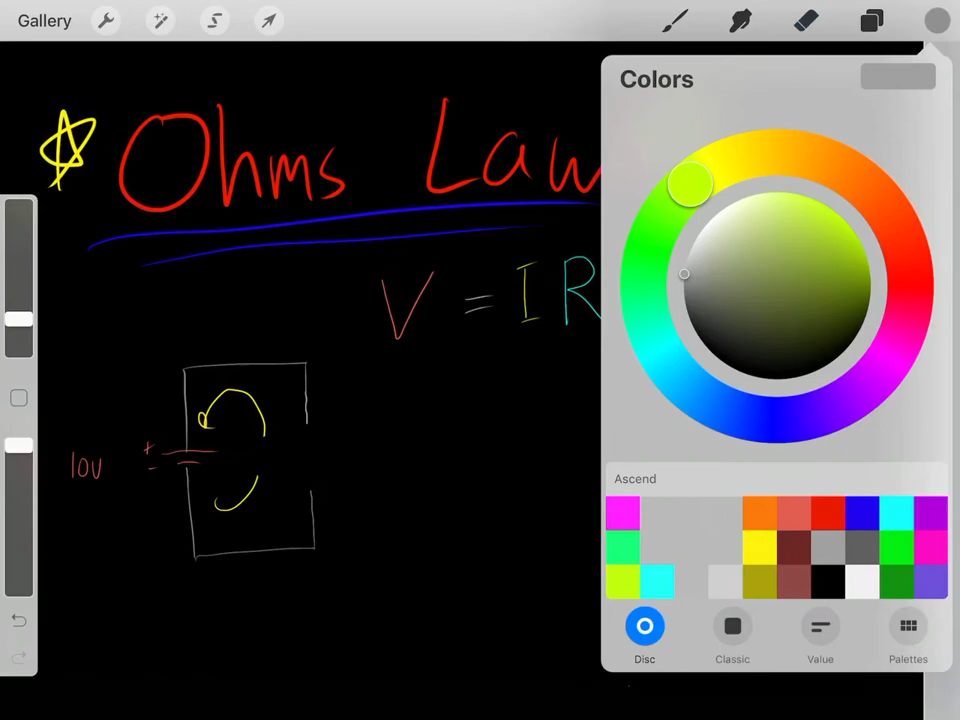 Gallery
Colors
Ohms Law
V = IR
10V
+
-
Ascend
Disc
Classic
Value
Palettes